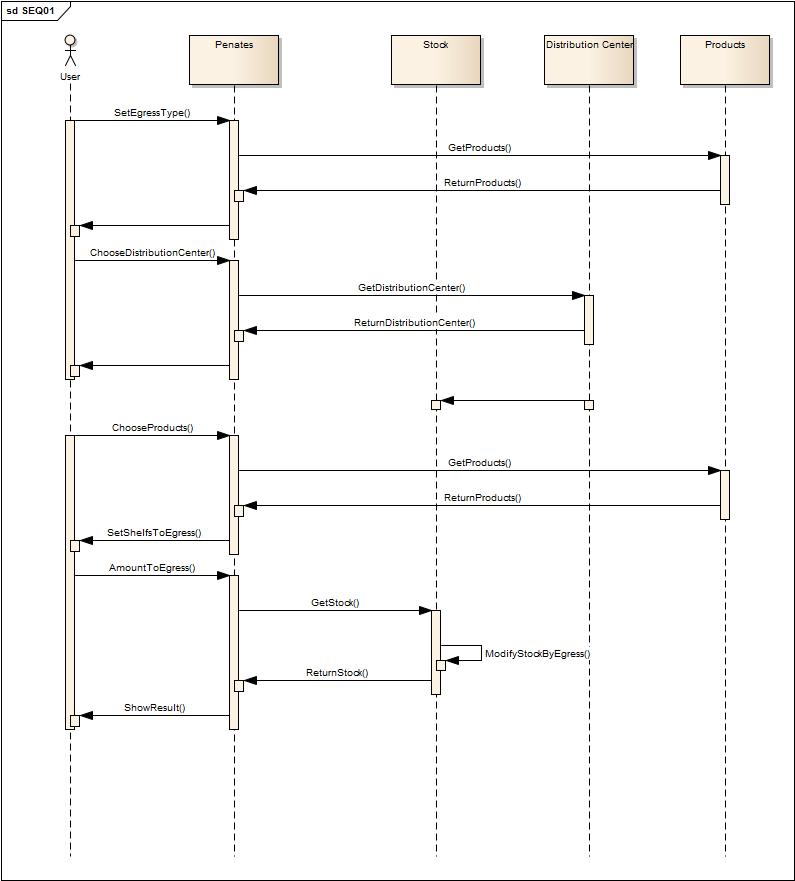 sd SEQ01
Penates
Stock
Distribution Center
Products
User
SetEgressType()
GetProducts()
ReturnProducts()
ChooseDistributionCenter()
GetDistributionCenter()
ReturnDistributionCenter()
ChooseProducts()
GetProducts()
ReturnProducts()
SetShelfsToEgress()
AmountToEgress()
GetStock()
ModifyStockByEgress()
ReturnStock()
ShowResult()